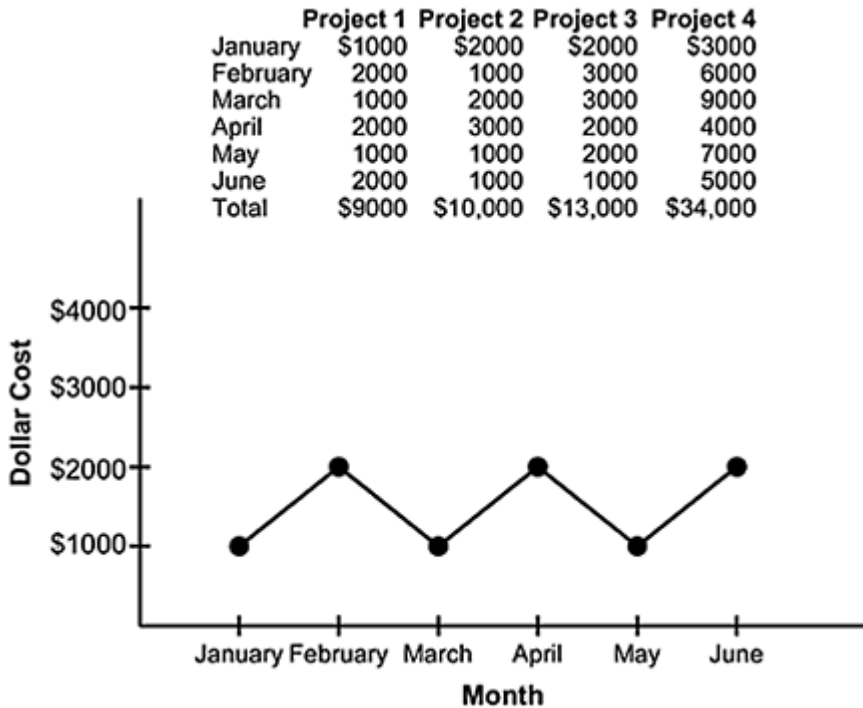 Project 1 Project 2 Project 3 Project 4
January $1000 $2000 $2000 $3000
February 2000 1000 3000 6000
March 1000 2000 3000 9000
April 2000 3000 2000 4000
May 1000 1000 2000 7000
June 2000 1000 1000 5000
Total $9000 $10,000 $13,000 $34,000
$4000
$3000
$2000
$1000
Dollar Cost
January February March April May June
Month